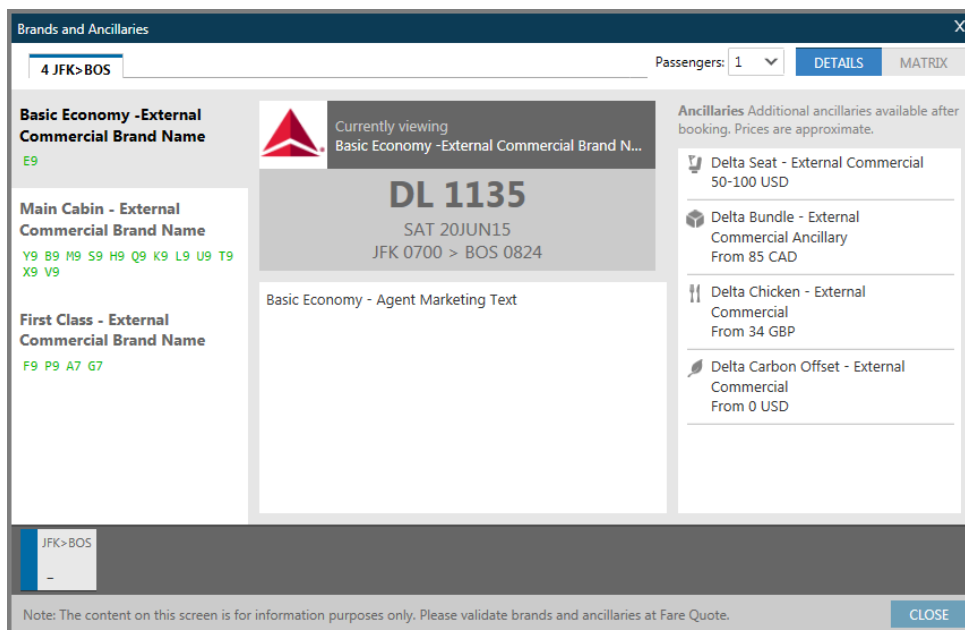 Brands and Ancillaries
X
4 JFK>BOS
Passengers: 1
DETAILS
MATRIX
Basic Economy -External
Commercial Brand Name
E9
Main Cabin - External
Commercial Brand Name
Y9 B9 M9 S9 H9 Q9 K9 L9 U9 T9
X9 V9
First Class - External
Commercial Brand Name
F9 P9 A7 G7
Currently viewing
Basic Economy -External Commercial Brand N...
DL 1135
SAT 20JUN15
JFK 0700 > BOS 0824
Basic Economy - Agent Marketing Text
Ancillaries Additional ancillaries available after
booking. Prices are approximate.
Delta Seat - External Commercial
50-100 USD
Delta Bundle - External
Commercial Ancillary
From 85 CAD
Delta Chicken - External
Commercial
From 34 GBP
Delta Carbon Offset - External
Commercial
From 0 USD
JFK>BOS
–
Note: The content on this screen is for information purposes only. Please validate brands and ancillaries at Fare Quote.
CLOSE